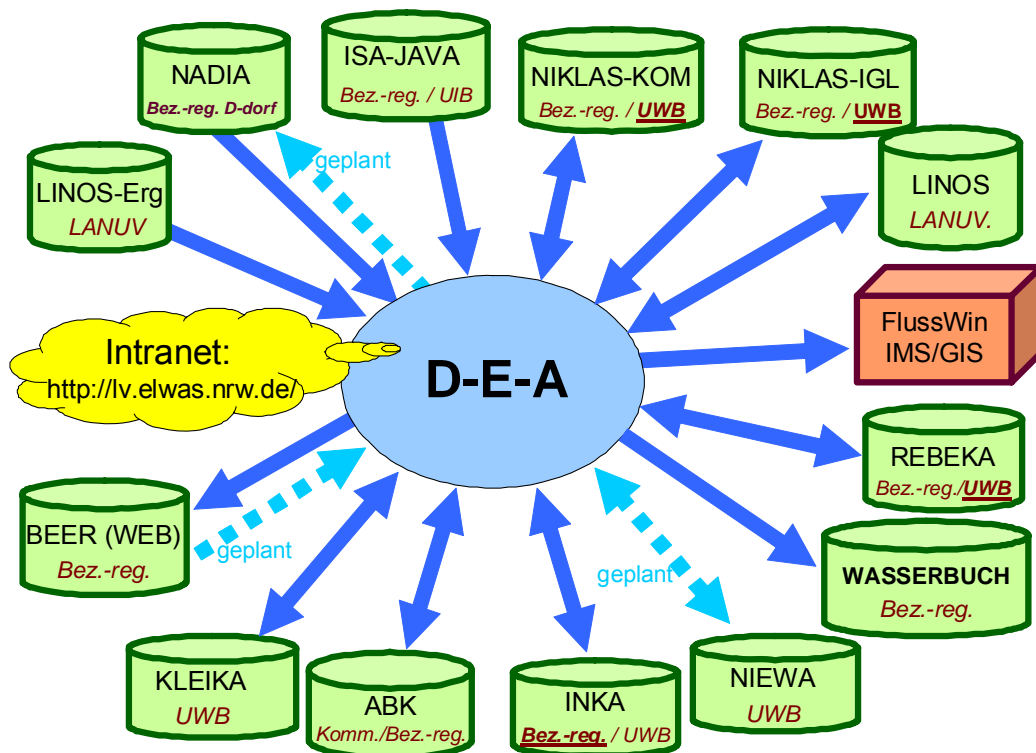 NADIA
Bez.-reg. D-dorf
ISA-JAVA
Bez.-reg. / UIB
NIKLAS-KOM
Bez.-reg. / UWB
NIKLAS-IGL
Bez.-reg. / UWB
geplant
LINOS-Erg
LANUV
LINOS
LANUV.
Intranet:
http://lv.elwas.nrw.de/
D-E-A
FlussWin
IMS/GIS
REBEKA
Bez.-reg./UWB
BEER (WEB)
Bez.-reg.
geplant
geplant
WASSERBUCH
Bez.-reg.
KLEIKA
UWB
ABK
Komm./Bez.-reg.
INKA
Bez.-reg. / UWB
NIEWA
UWB